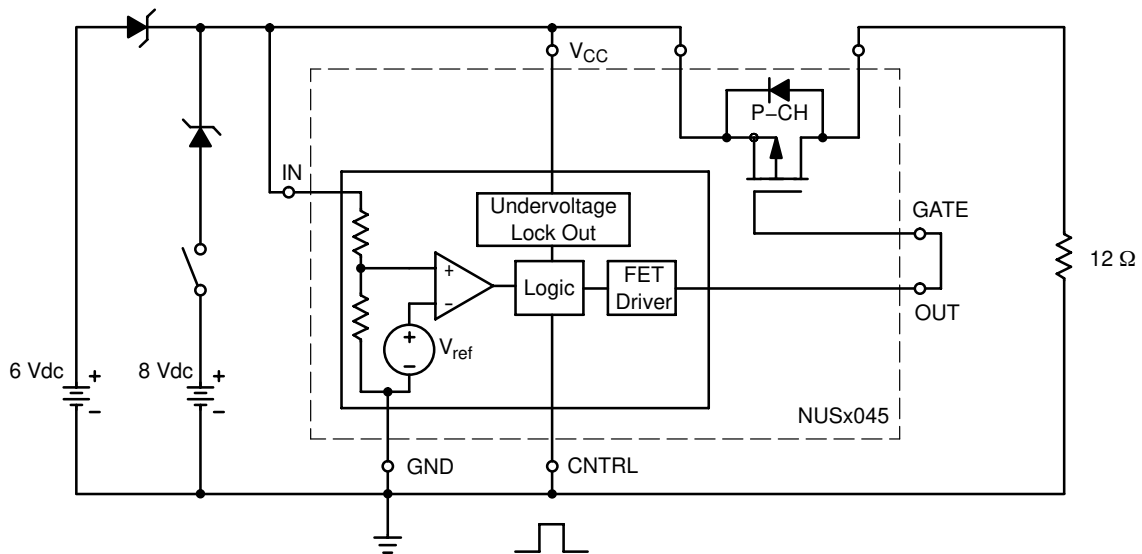 V_CC
P−CH
IN
GATE
Undervoltage
Lock Out
12 Ω
+
−
Logic
FET
Driver
OUT
+
−
V_ref
6 Vdc
+
−
8 Vdc
+
−
NUSx045
GND
CNTRL